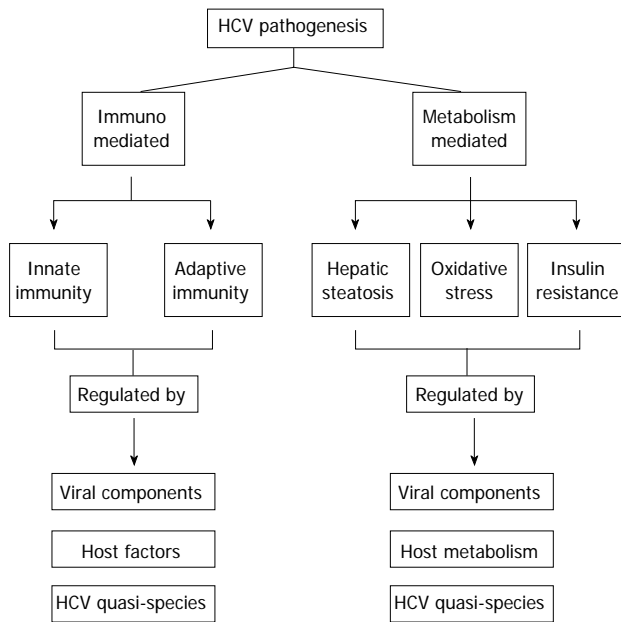 HCV pathogenesis
Immuno
mediated
Metabolism
mediated
Innate
immunity
Adaptive
immunity
Hepatic
steatosis
Oxidative
stress
Insulin
resistance
Regulated by
Regulated by
Viral components
Viral components
Host factors
Host metabolism
HCV quasi-species
HCV quasi-species